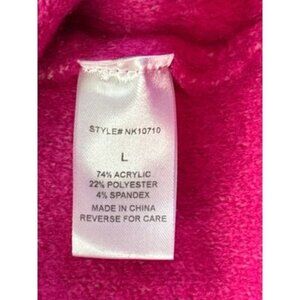 STYLE# NK10710
L
74% ACRYLIC
22% POLYESTER
4% SPANDEX
MADE IN CHINA
REVERSE FOR CARE